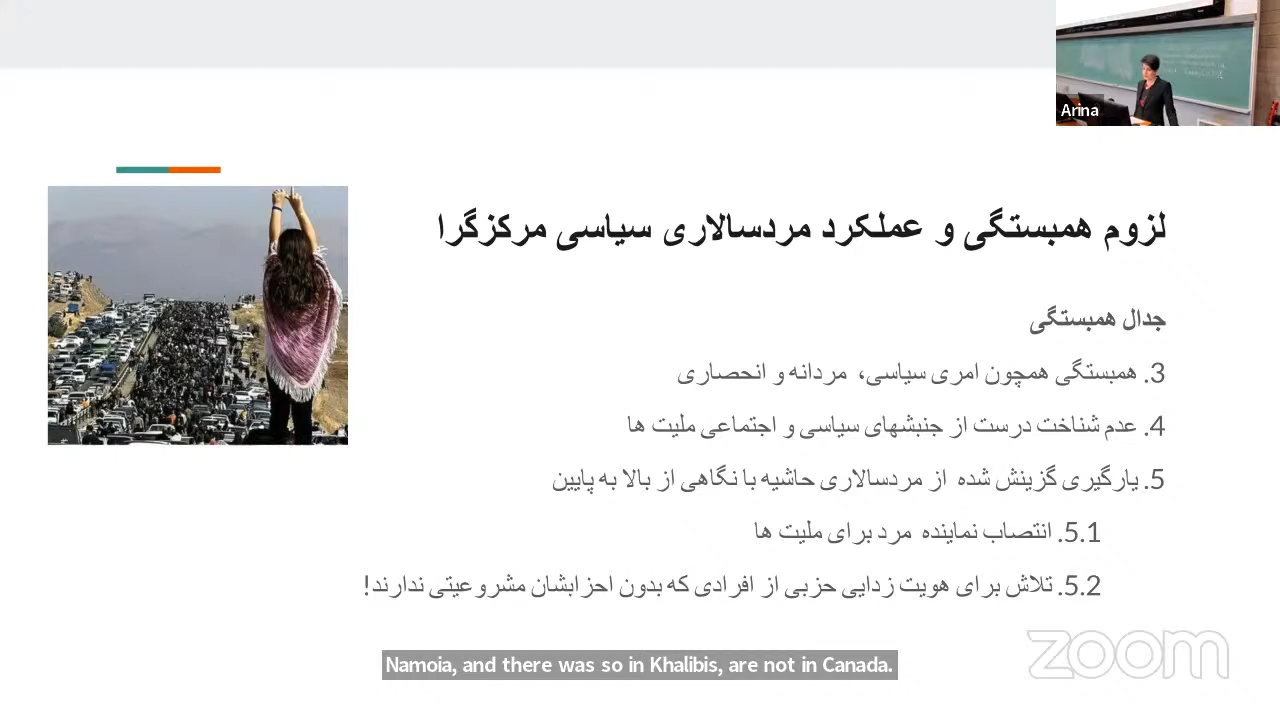 Arina
لزوم همبستگی و عملکرد مردسالاری سیاسی مرکزگرا
جدال همبستگی
3. همبستگی همچون امری سیاسی، مردانه و انحصاری
4. عدم شناخت درست از جنبشهای سیاسی و اجتماعی ملیت ها
5. یارگیری گزینش شده از مردسالاری حاشیه با نگاهی از بالا به پایین
5.1. انتصاب نماینده مرد برای ملیت ها
5.2. تلاش برای هویت زدایی حزبی از افرادی که بدون احزابشان مشروعیتی ندارند!
Namoia, and there was so in Khalibis, are not in Canada.
zoom